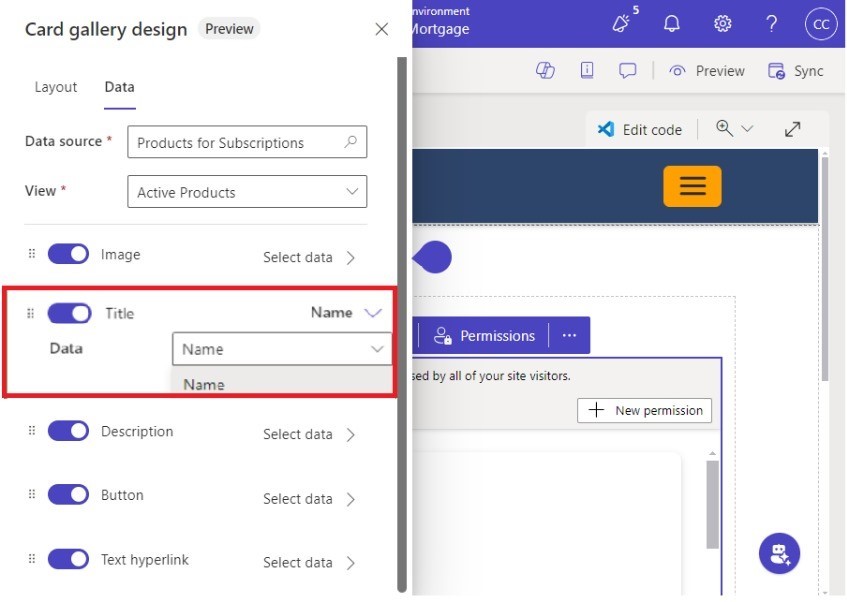 Card gallery design Preview
Layout Data
Data source * Products for Subscriptions
View * Active Products
Image Select data
Title Name
Data Name
Name
Description Select data
Button Select data
Text hyperlink Select data
nvironment
Mortgage
5
?
CC
Preview Sync
Edit code
Permissions ...
sed by all of your site visitors.
+ New permission